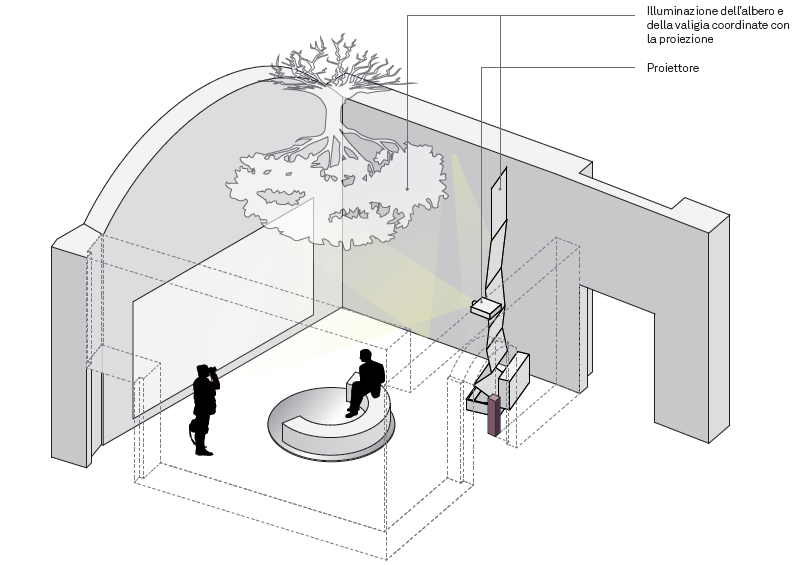 Illuminazione dell'albero e
della valigia coordinate con
la proiezione
Proiettore